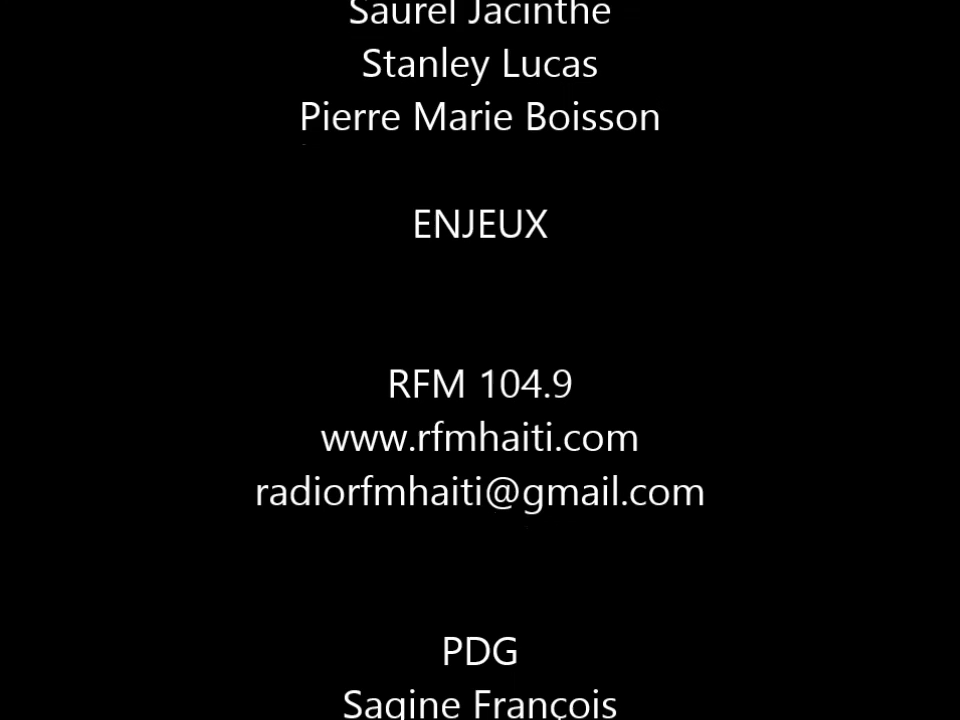 Saurel Jacinthe
Stanley Lucas
Pierre Marie Boisson
ENJEUX
RFM 104.9
www.rfmhaiti.com
radiorfmhaiti@gmail.com
PDG
Sagine François